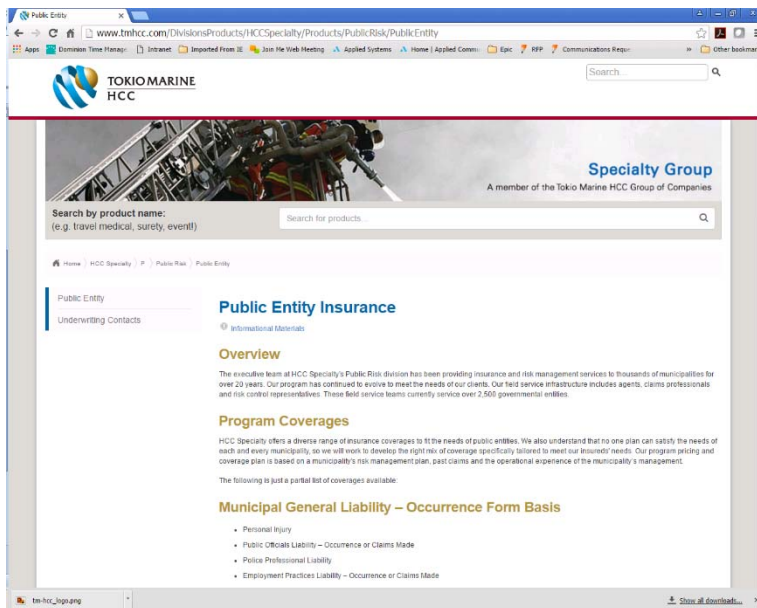 Public Entity
www.tmhcc.com/DivisionsProducts/HCCSpecialty/Products/PublicRisk/PublicEntity
Apps Dominion Time Manage Intranet Imported From IE Join Me Web Meeting Applied Systems Home | Applied Commu Epic RFP Communications Reque » Other bookmar
Search...
TOKIO MARINE
HCC
Specialty Group
A member of the Tokio Marine HCC Group of Companies
Search by product name:
(e.g. travel medical, surety, event!)
Search for products...
Home HCC Specialty P Public Risk Public Entity
Public Entity
Underwriting Contacts
Public Entity Insurance
Informational Materials
Overview
The executive team at HCC Specialty's Public Risk division has been providing insurance and risk management services to thousands of municipalities for
over 20 years. Our program has continued to evolve to meet the needs of our clients. Our field service infrastructure includes agents, claims professionals
and risk control representatives. These field service teams currently service over 2,500 governmental entities.
Program Coverages
HCC Specialty offers a diverse range of insurance coverages to fit the needs of public entities. We also understand that no one plan can satisfy the needs of
each and every municipality, so we will work to develop the right mix of coverage specifically tailored to meet our insureds' needs. Our program pricing and
coverage plan is based on a municipality's risk management plan, past claims and the operational experience of the municipality's management.
The following is just a partial list of coverages available:
Municipal General Liability – Occurrence Form Basis
• Personal Injury
• Public Officials Liability – Occurrence or Claims Made
• Police Professional Liability
• Employment Practices Liability – Occurrence or Claims Made
tm-hcc_logo.png
Show all downloads...